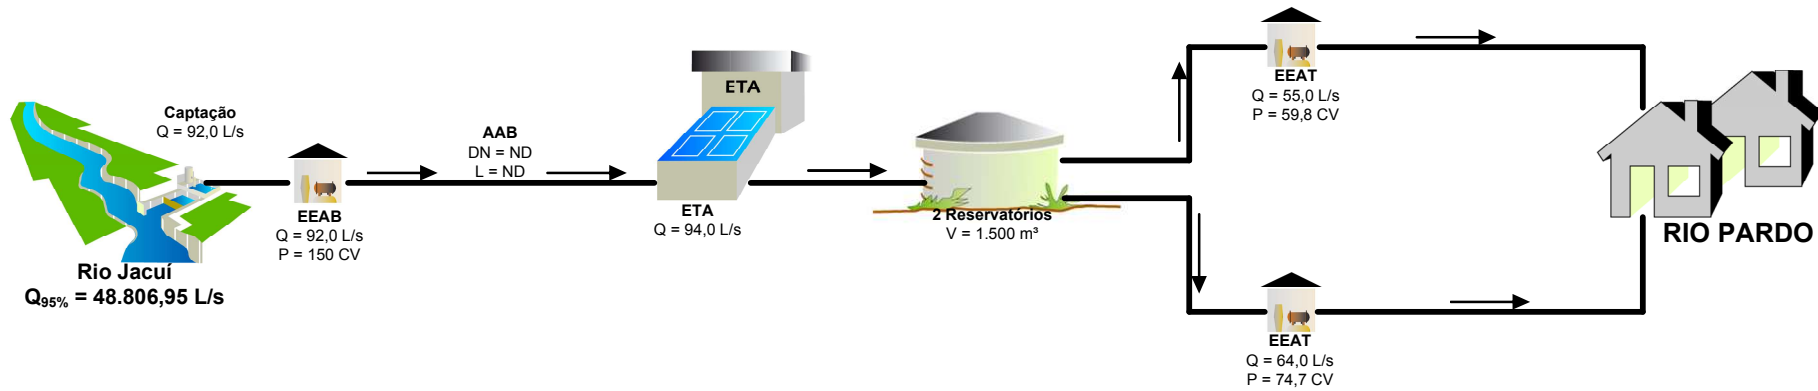 Captação
Q = 92,0 L/s
Rio Jacuí
Q95% = 48.806,95 L/s
EEAB
Q = 92,0 L/s
P = 150 CV
AAB
DN = ND
L = ND
ETA
ETA
Q = 94,0 L/s
2 Reservatórios
V = 1.500 m³
EEAT
Q = 55,0 L/s
P = 59,8 CV
EEAT
Q = 64,0 L/s
P = 74,7 CV
RIO PARDO